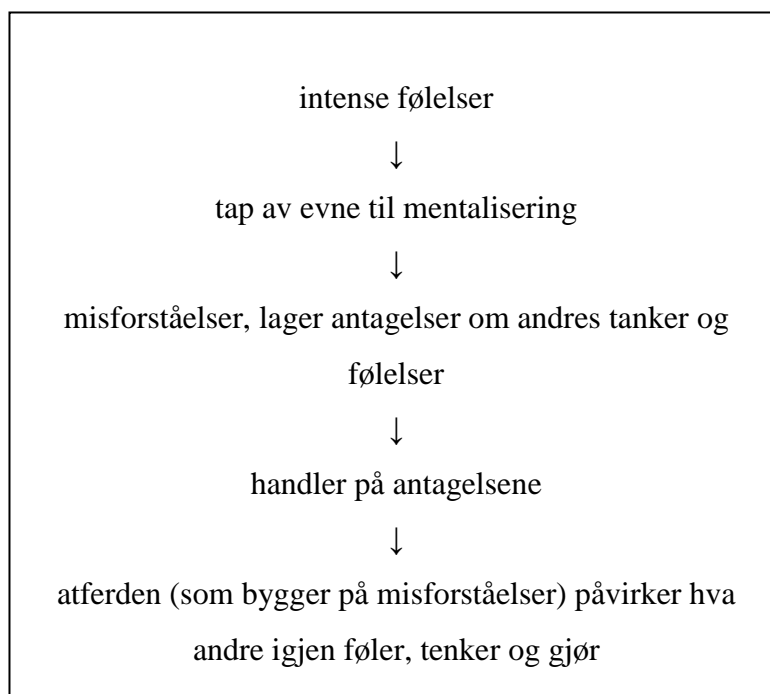 intense følelser
↓
tap av evne til mentalisering
↓
misforståelser, lager antagelser om andres tanker og
følelser
↓
handler på antagelsene
↓
atferden (som bygger på misforståelser) påvirker hva
andre igjen føler, tenker og gjør